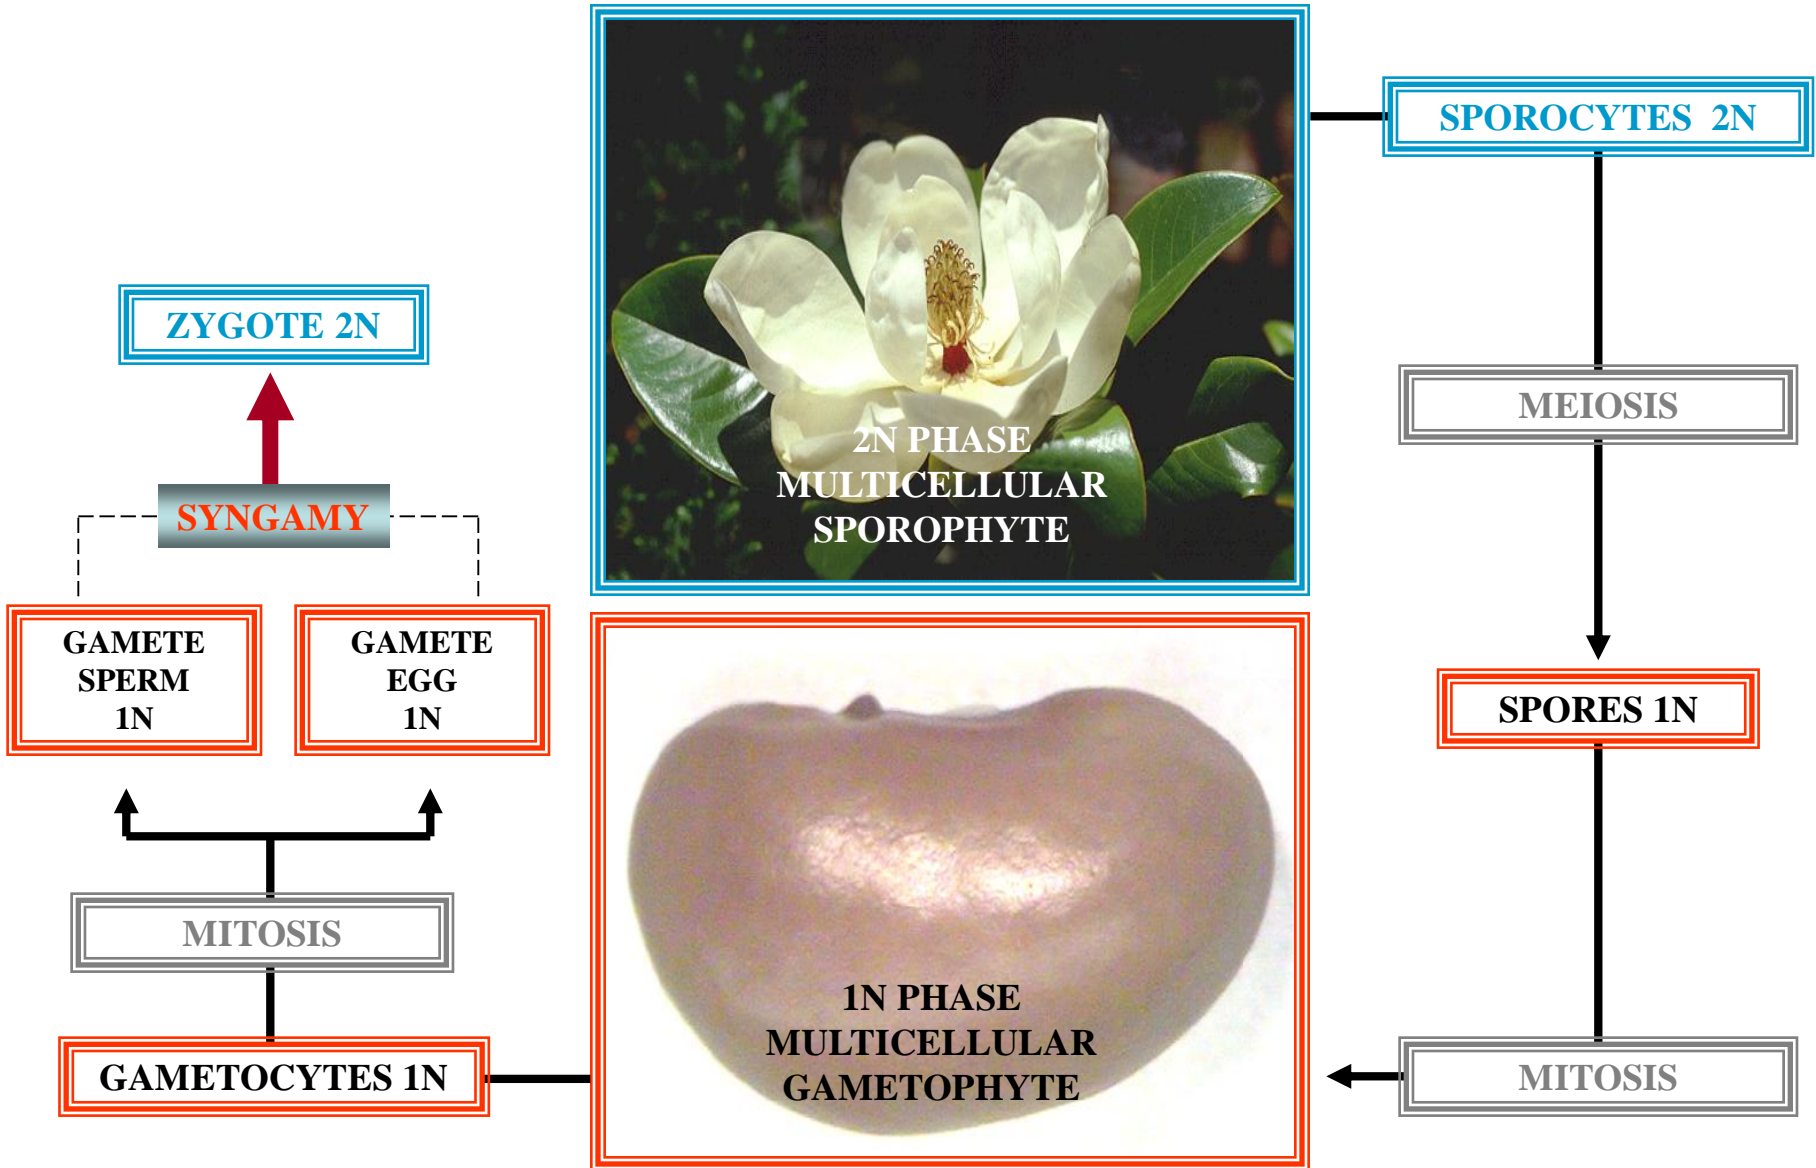 SPOROCYTES 2N
ZYGOTE 2N
MEIOSIS
2N PHASE
MULTICELLULAR
SPOROPHYTE
SYNGAMY
GAMETE
SPERM
1N
GAMETE
EGG
1N
SPORES 1N
MITOSIS
1N PHASE
MULTICELLULAR
GAMETOPHYTE
GAMETOCYTES 1N
MITOSIS